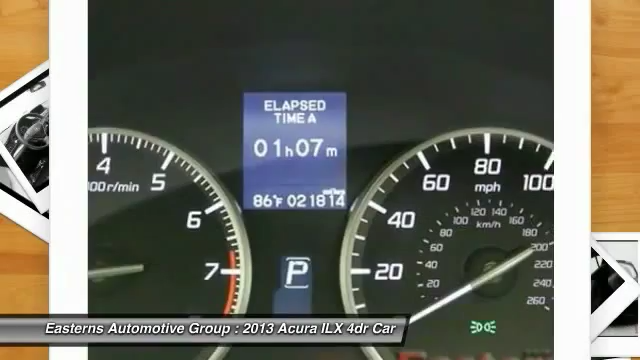 ELAPSED
TIME A
01h07m
86°F 021814
4
5
6
7
x100r/min
P
20
40
60
80
100
mph
20
40
60
80
100
120
140
160
180
200
220
240
260
km/h
Easterns Automotive Group : 2013 Acura ILX 4dr Car